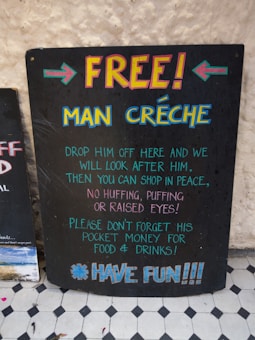 FREE!
MAN CRÉCHE
DROP HIM OFF HERE AND WE
WILL LOOK AFTER HIM.
THEN YOU CAN SHOP IN PEACE,
NO HUFFING, PUFFING
OR RAISED EYES!
PLEASE DON'T FORGET HIS
POCKET MONEY FOR
FOOD & DRINKS!
HAVE FUN!!!